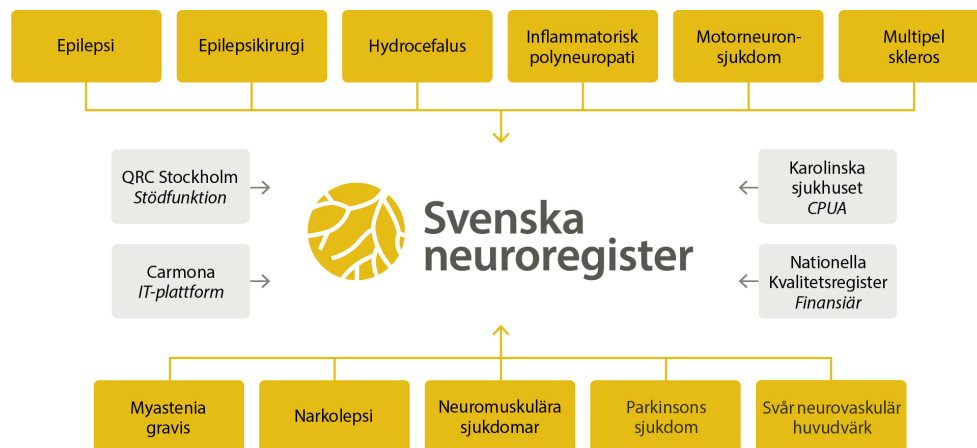 Epilepsi
Epilepsikirurgi
Hydrocefalus
Inflammatorisk
polyneuropati
Motorneuron-
sjukdom
Multipel
skleros
QRC Stockholm
Stödfunktion
Carmona
IT-plattform
Svenska
neuroregister
Karolinska
sjukhuset
CPUA
Nationella
Kvalitetsregister
Finansiär
Myastenia
gravis
Narkolepsi
Neuromuskulära
sjukdomar
Parkinsons
sjukdom
Svår neurovaskulär
huvudvärk